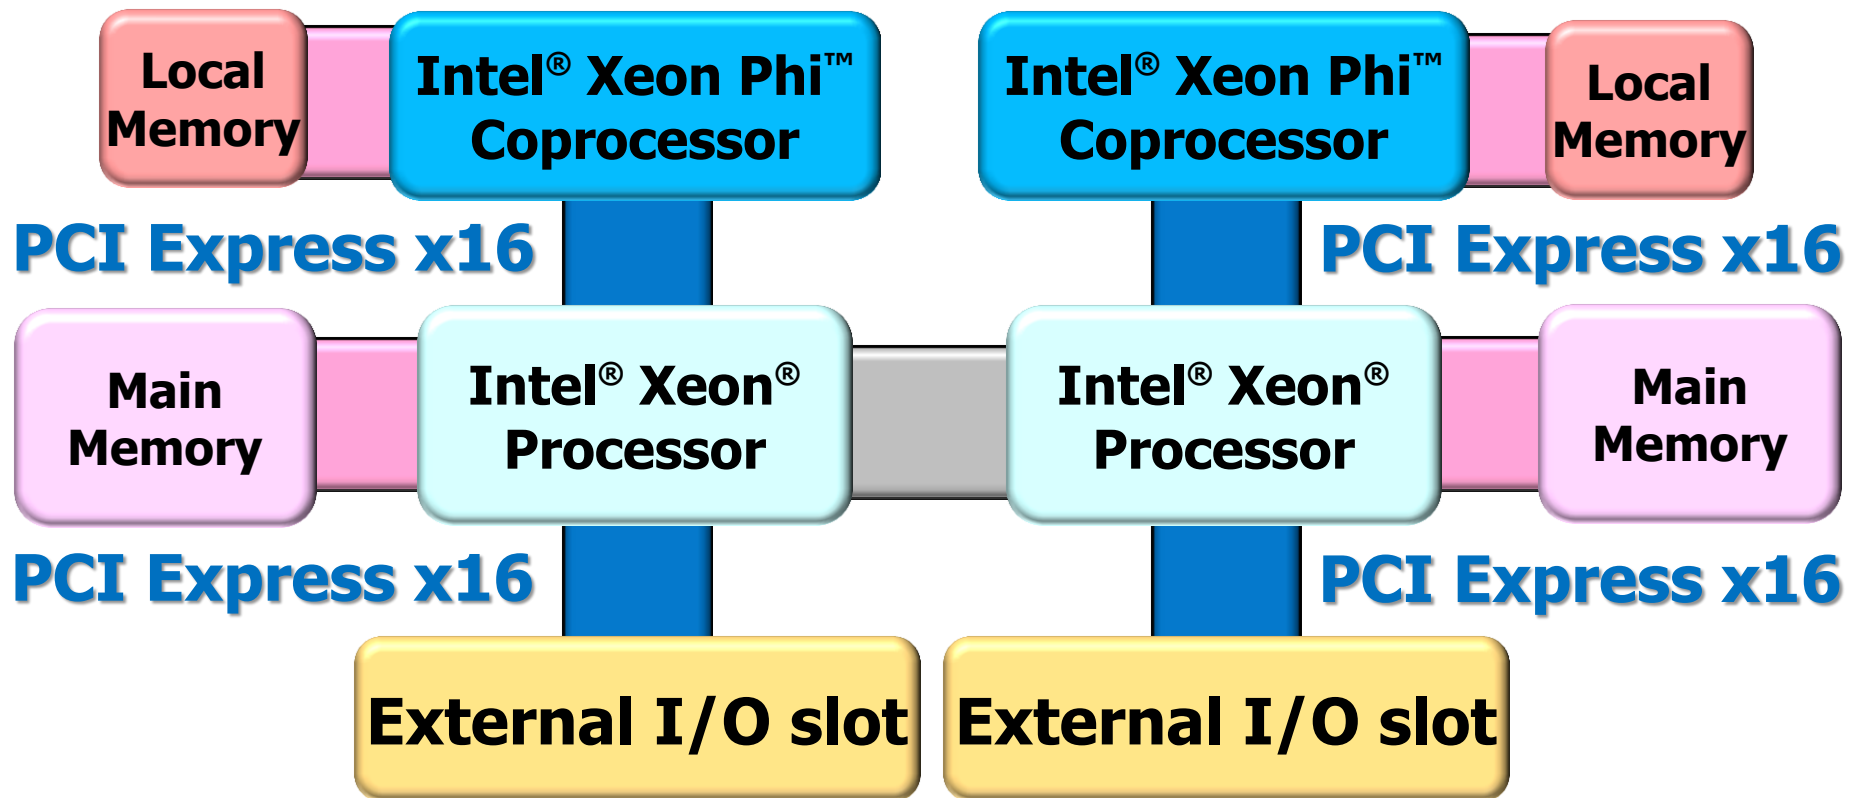 Local
Memory
Intel® Xeon Phi™
Coprocessor
Intel® Xeon Phi™
Coprocessor
Local
Memory
PCI Express x16
PCI Express x16
Main
Memory
Intel® Xeon®
Processor
Intel® Xeon®
Processor
Main
Memory
PCI Express x16
PCI Express x16
External I/O slot
External I/O slot